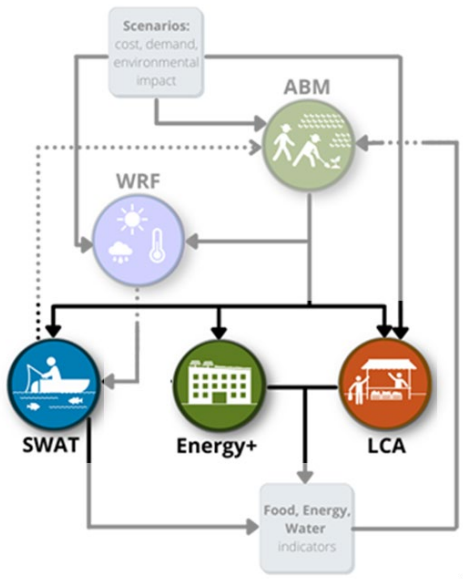 Scenarios:
cost, demand,
environmental
impact
ABM
WRF
SWAT
Energy+
LCA
Food, Energy,
Water
indicators